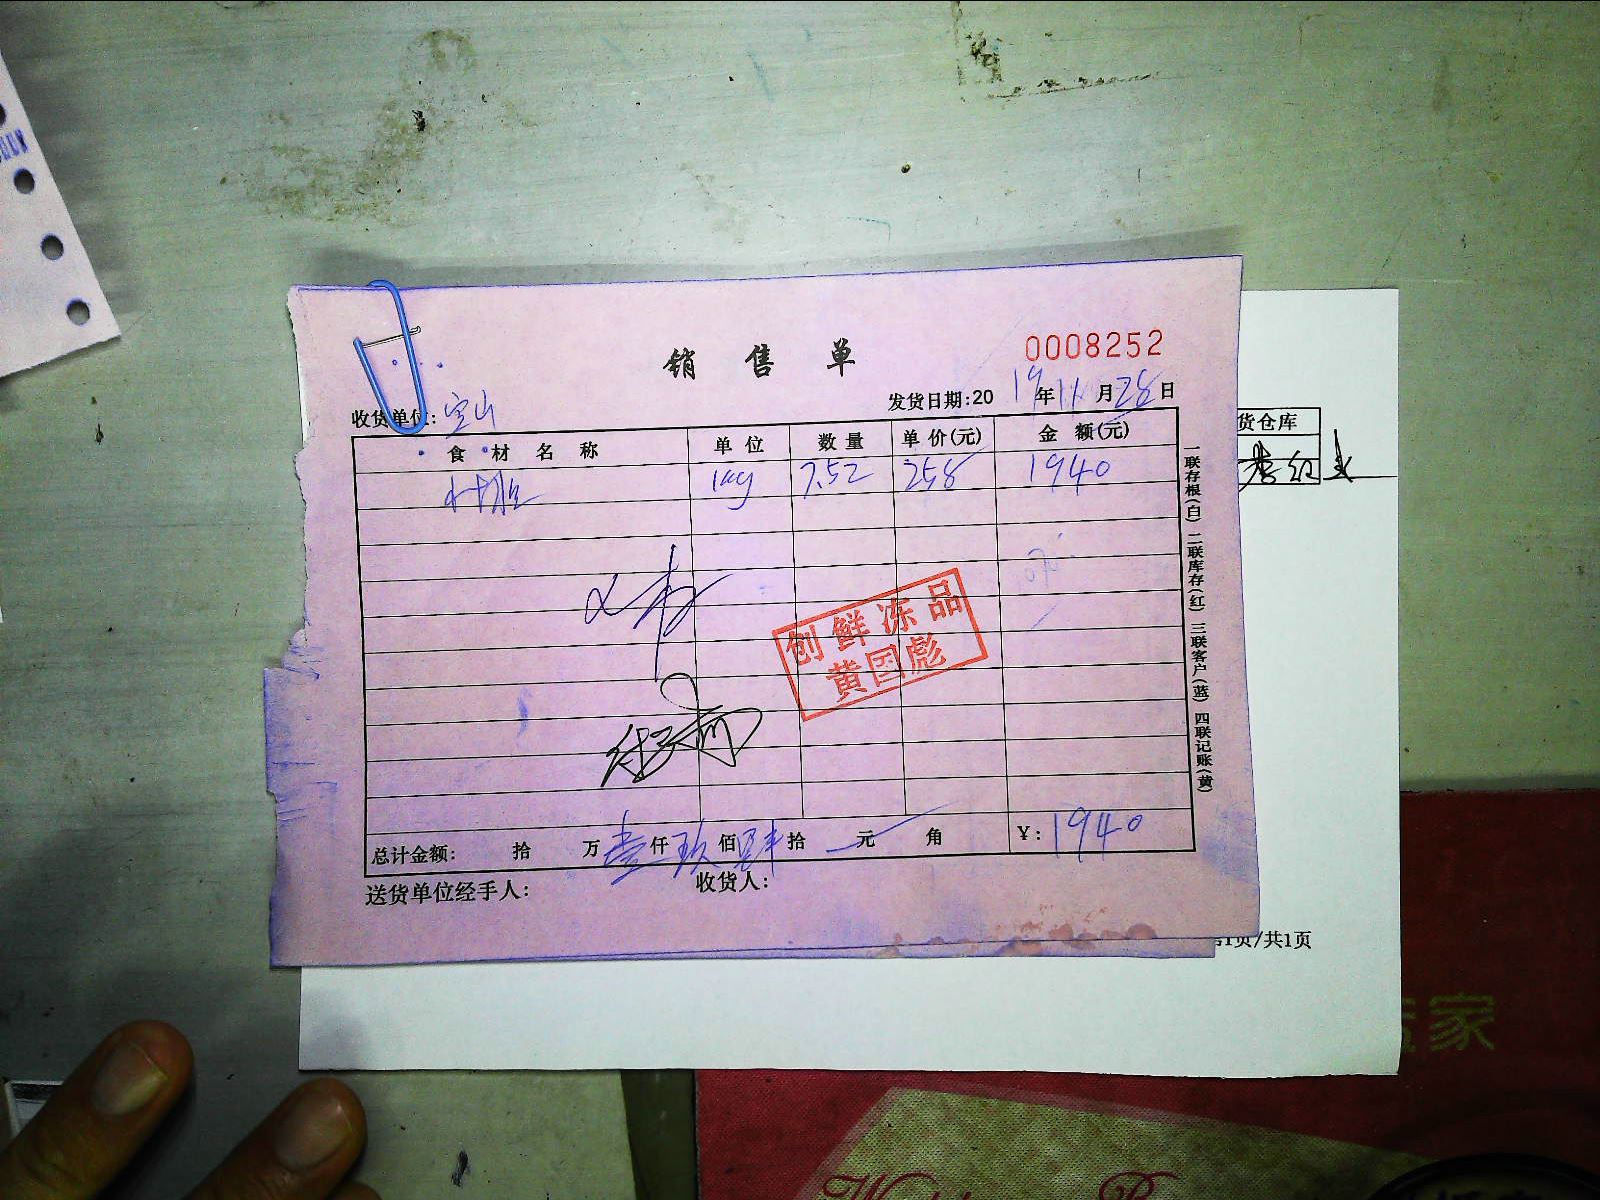 销售单
0008252
收货单位: 宝山
发货日期:20 19 年 11 月 28 日
食材名称 单位 数量 单价(元) 金额(元)
kg 7.52 258 1940
创鲜冻品
黄国彪
总计金额: 拾 万 壹 仟 玖 佰 肆 拾 元 角 ¥: 1940
送货单位经手人: 收货人:
一联存根(白) 二联库存(红) 三联客户(蓝) 四联记账(黄)
货仓库
第1页/共1页
家